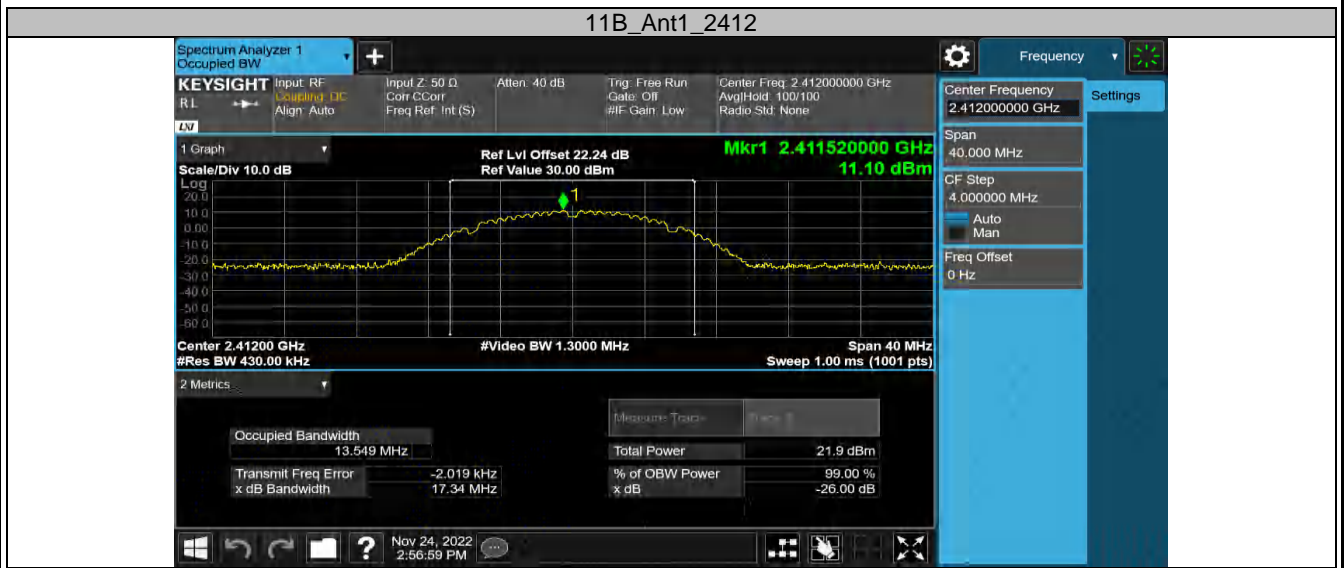 11B_Ant1_2412
Spectrum Analyzer 1
Occupied BW
+
Frequency
KEYSIGHT
RL
LXI
Input: RF
Coupling: DC
Align: Auto
Input Z: 50 Ω
Corr CCorr
Freq Ref: Int (S)
Atten: 40 dB
Trig: Free Run
Gate: Off
#IF Gain: Low
Center Freq: 2.412000000 GHz
Avg|Hold: 100/100
Radio Std: None
Center Frequency
2.412000000 GHz
Settings
Span
40.000 MHz
CF Step
4.000000 MHz
Auto
Man
Freq Offset
0 Hz
1 Graph
Scale/Div 10.0 dB
Ref Lvl Offset 22.24 dB
Ref Value 30.00 dBm
Mkr1 2.411520000 GHz
11.10 dBm
Log
20.0
10.0
0.00
-10.0
-20.0
-30.0
-40.0
-50.0
-60.0
1
Center 2.41200 GHz
#Video BW 1.3000 MHz
Span 40 MHz
#Res BW 430.00 kHz
Sweep 1.00 ms (1001 pts)
2 Metrics
Measure Trace
Occupied Bandwidth
13.549 MHz
Total Power 21.9 dBm
Transmit Freq Error -2.019 kHz
% of OBW Power 99.00 %
x dB Bandwidth 17.34 MHz
x dB -26.00 dB
?
Nov 24, 2022
2:56:59 PM